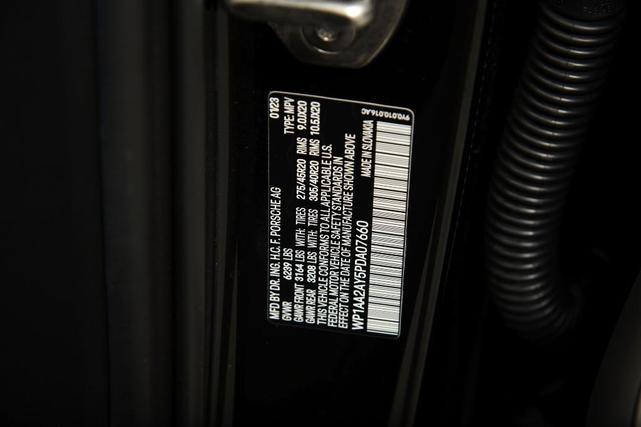 MFD BY DR. ING. H.C. F. PORSCHE AG 01/23
GVWR 6239 LBS TYPE: MPV
GAWR FRONT 3164 LBS WITH: TIRES 275/45R20 RIMS 9.0JX20
GAWR REAR 3208 LBS WITH: TIRES 305/40R20 RIMS 10.5JX20
THIS VEHICLE CONFORMS TO ALL APPLICABLE U.S.
FEDERAL MOTOR VEHICLE SAFETY STANDARDS IN
EFFECT ON THE DATE OF MANUFACTURE SHOWN ABOVE
WP1AA2AY5PDA07660
MADE IN SLOVAKIA
9Y0.010.016.AC